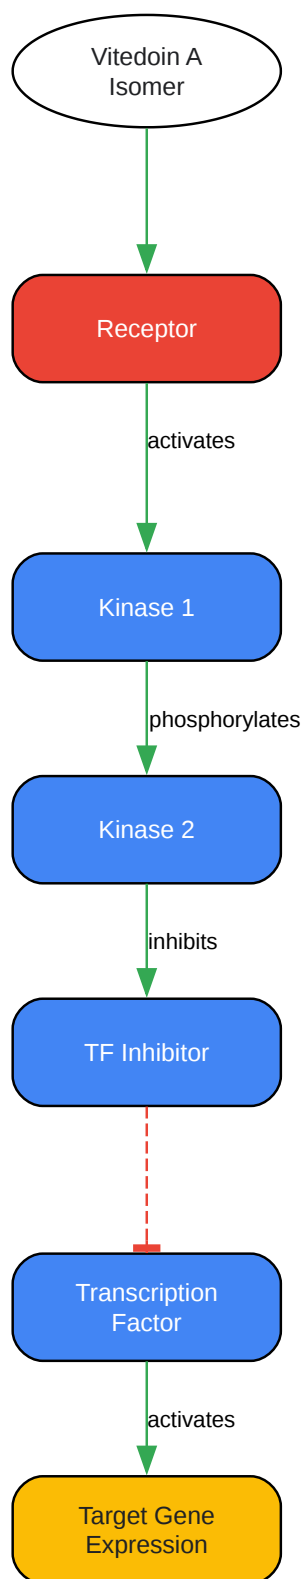 Vitedoin A
Isomer
Receptor
activates
Kinase 1
phosphorylates
Kinase 2
inhibits
TF Inhibitor
Transcription
Factor
activates
Target Gene
Expression